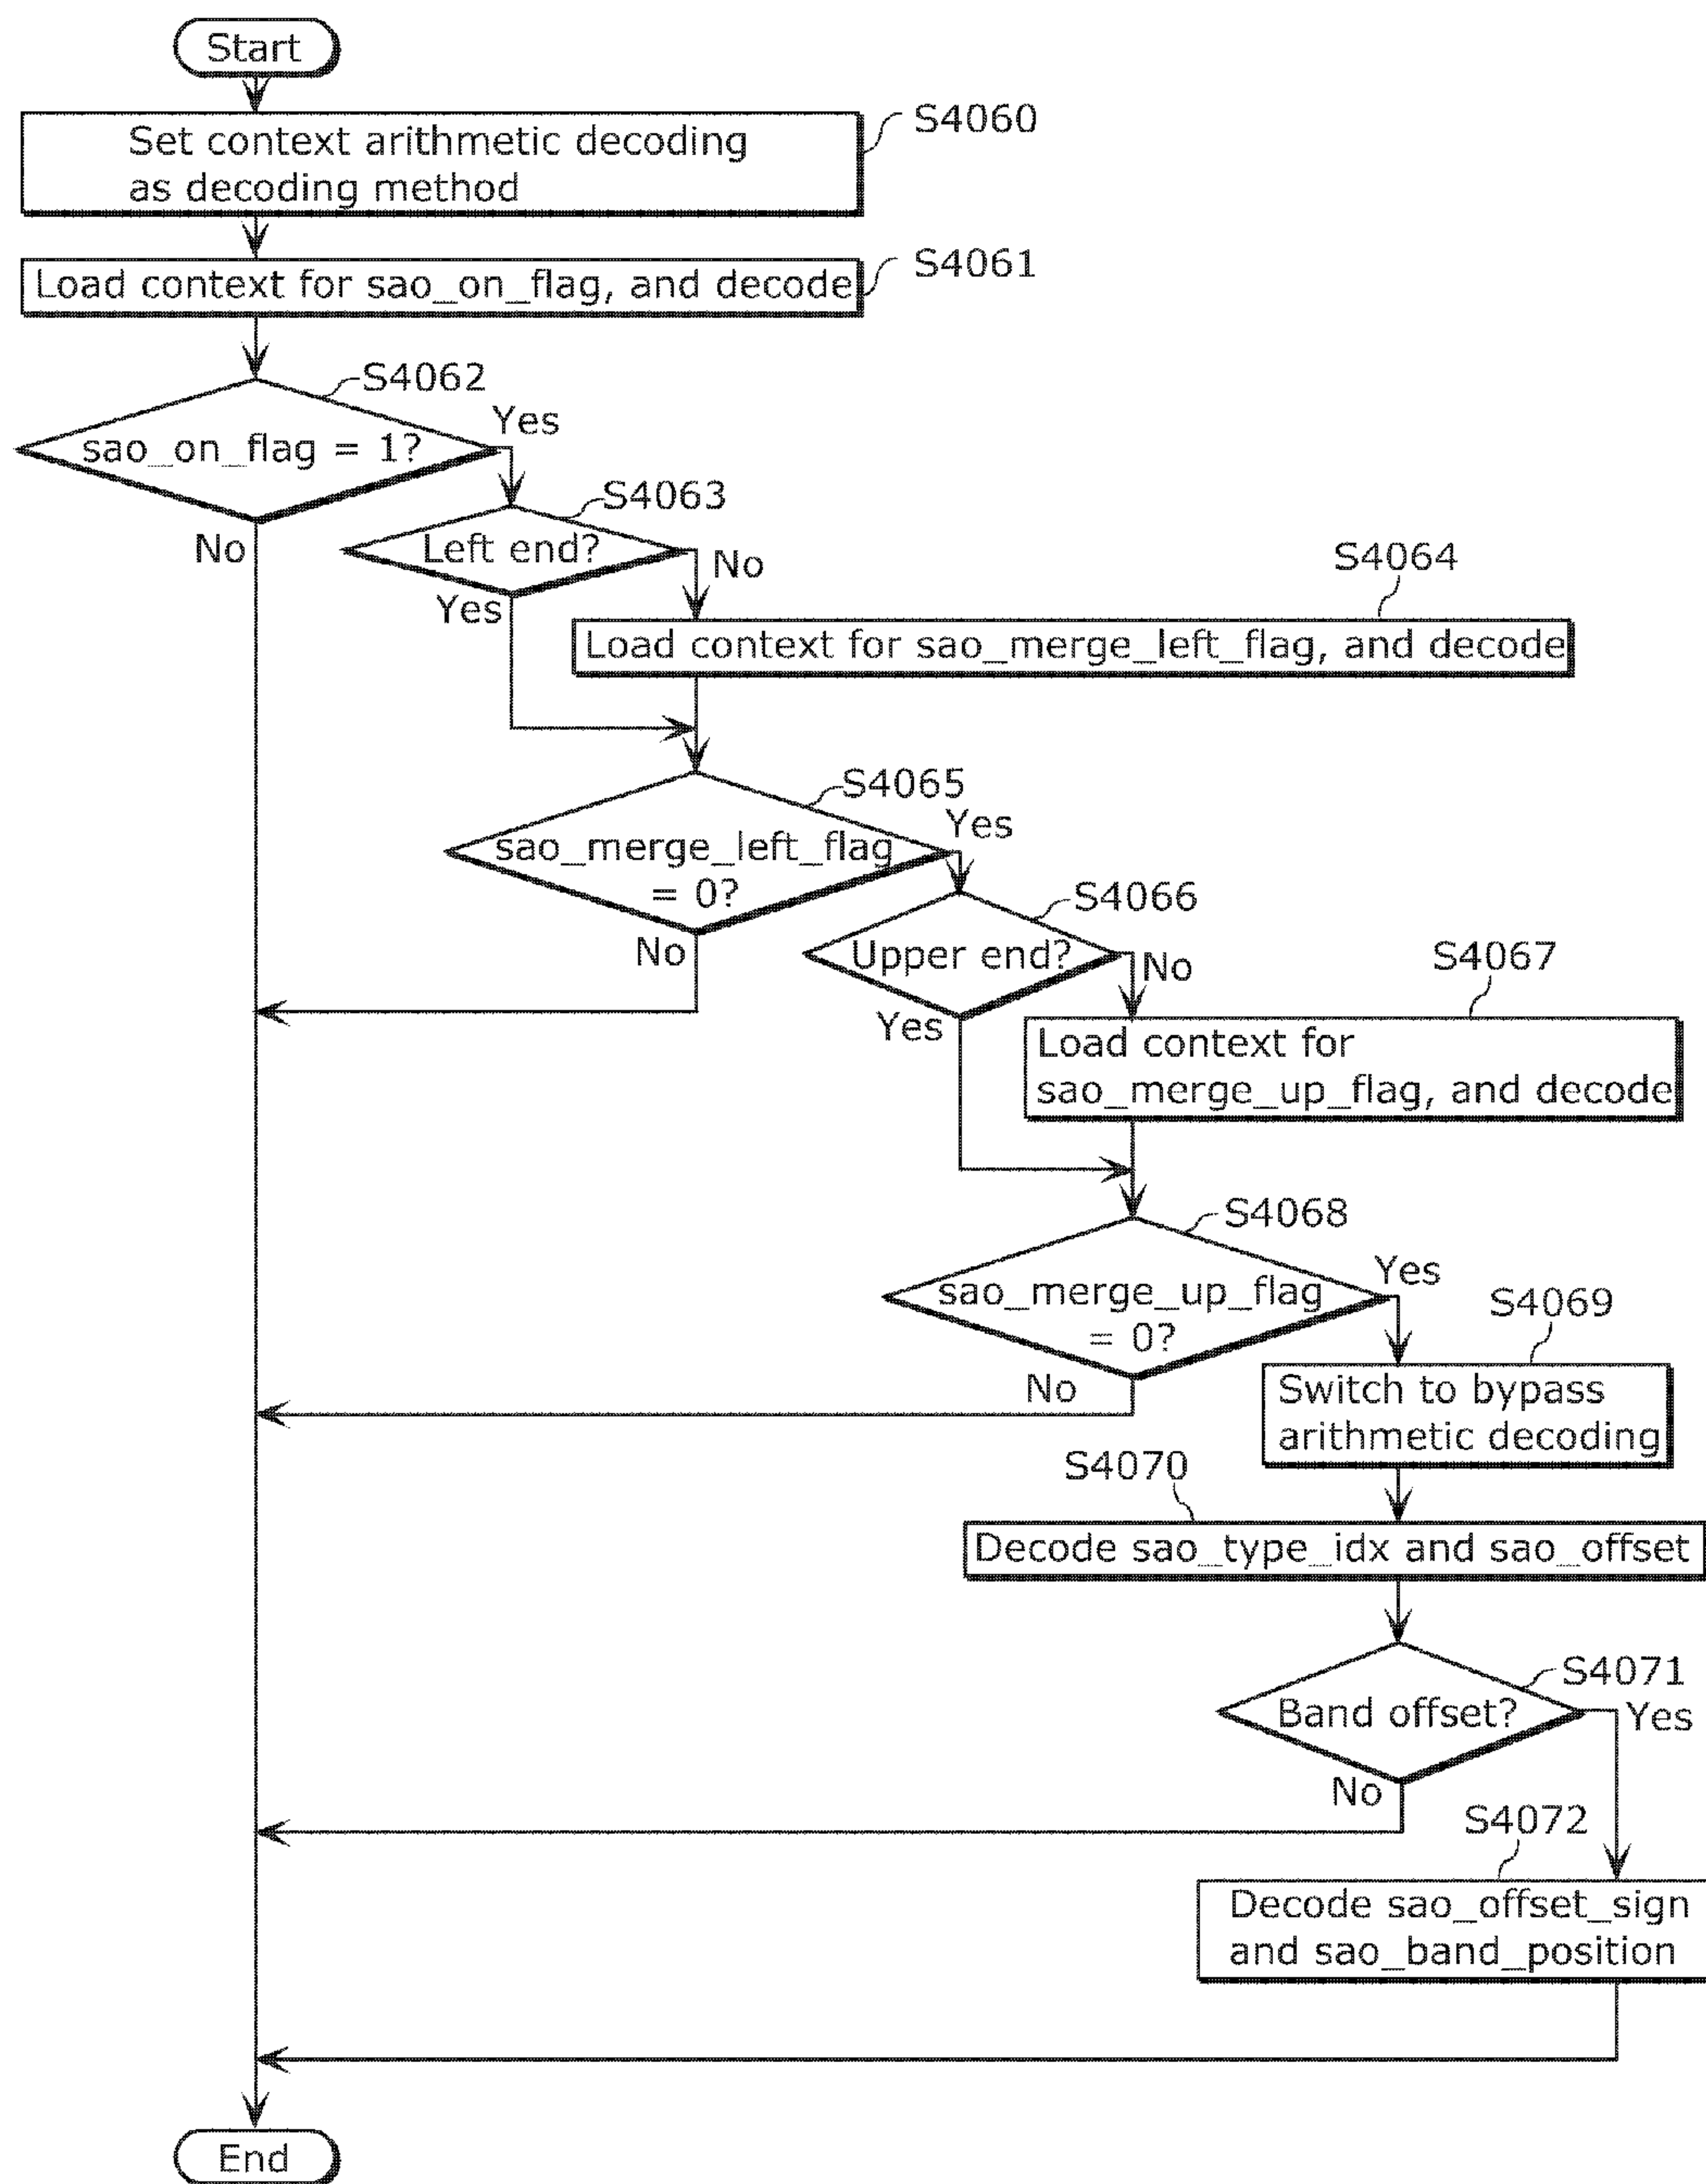 Start
S4060
Set context arithmetic decoding
as decoding method
S4061
Load context for sao_on_flag, and decode
S4062
sao_on_flag = 1?
Yes
No
S4063
Left end?
No
Yes
S4064
Load context for sao_merge_left_flag, and decode
S4065
sao_merge_left_flag
= 0?
Yes
No
S4066
Upper end?
No
Yes
S4067
Load context for
sao_merge_up_flag, and decode
S4068
sao_merge_up_flag
= 0?
Yes
No
S4069
Switch to bypass
arithmetic decoding
S4070
Decode sao_type_idx and sao_offset
S4071
Band offset?
Yes
No
S4072
Decode sao_offset_sign
and sao_band_position
End